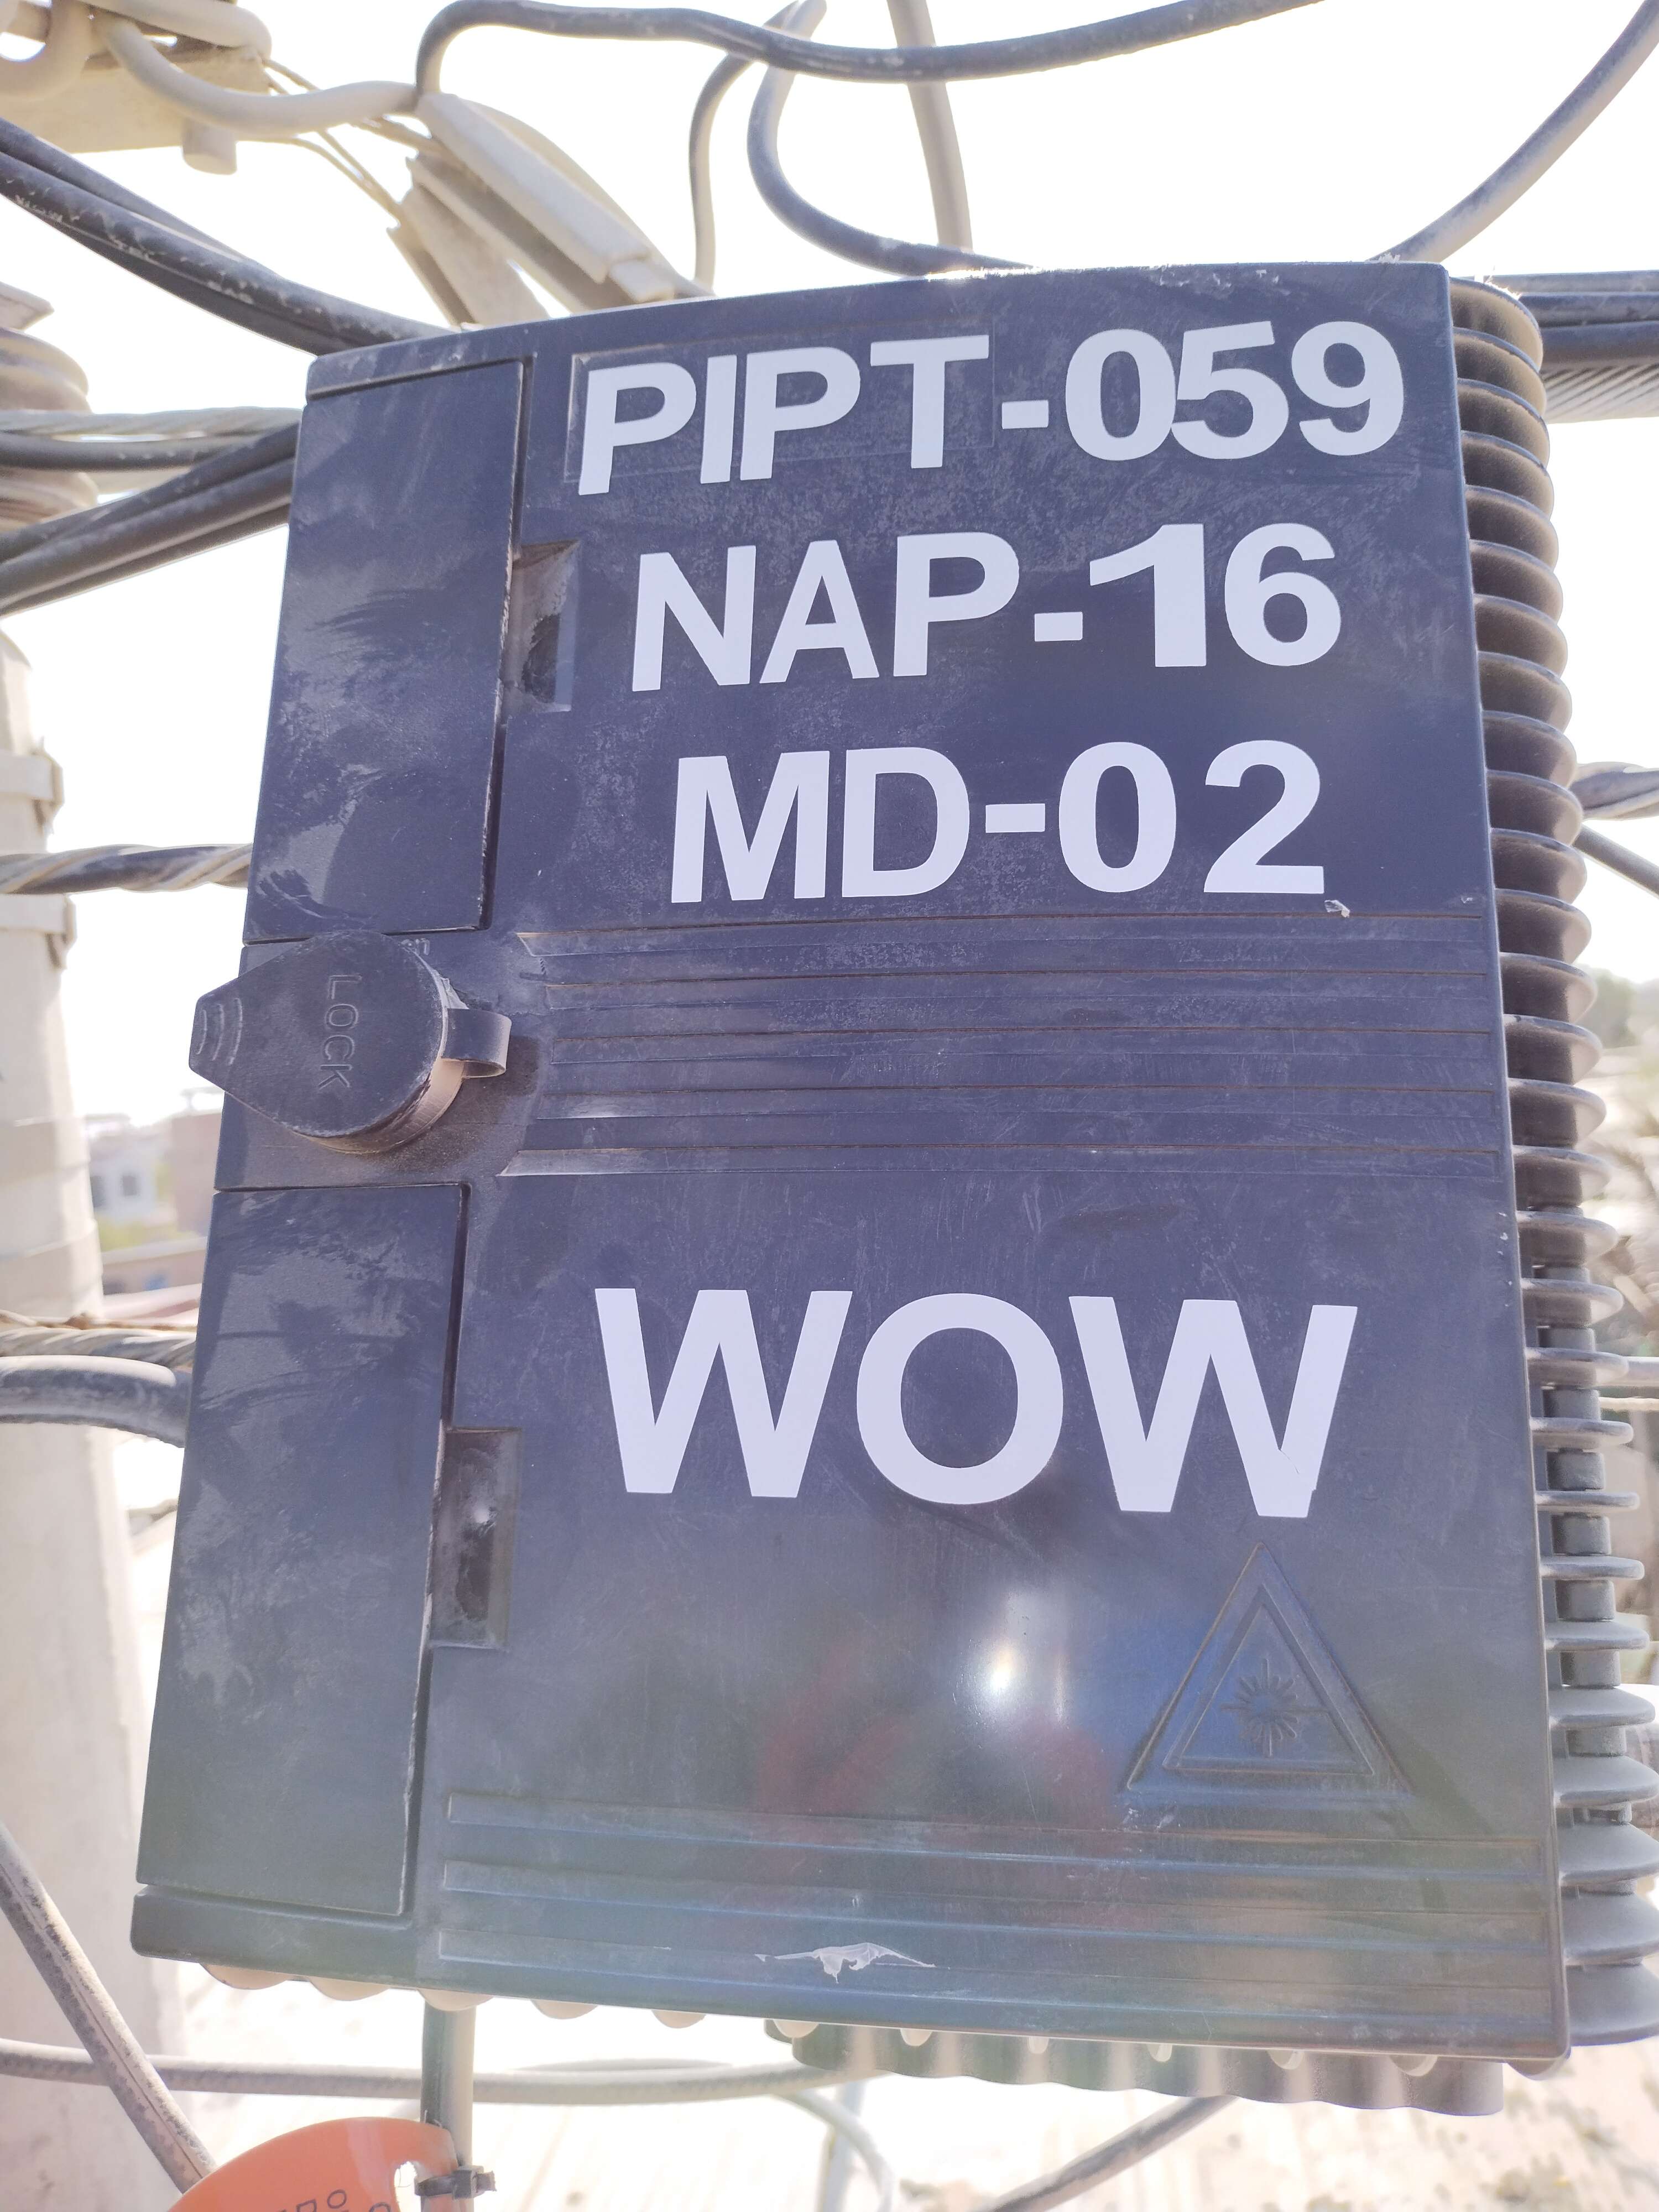 PIPT-059
NAP-16
MD-02
LOCK
WOW